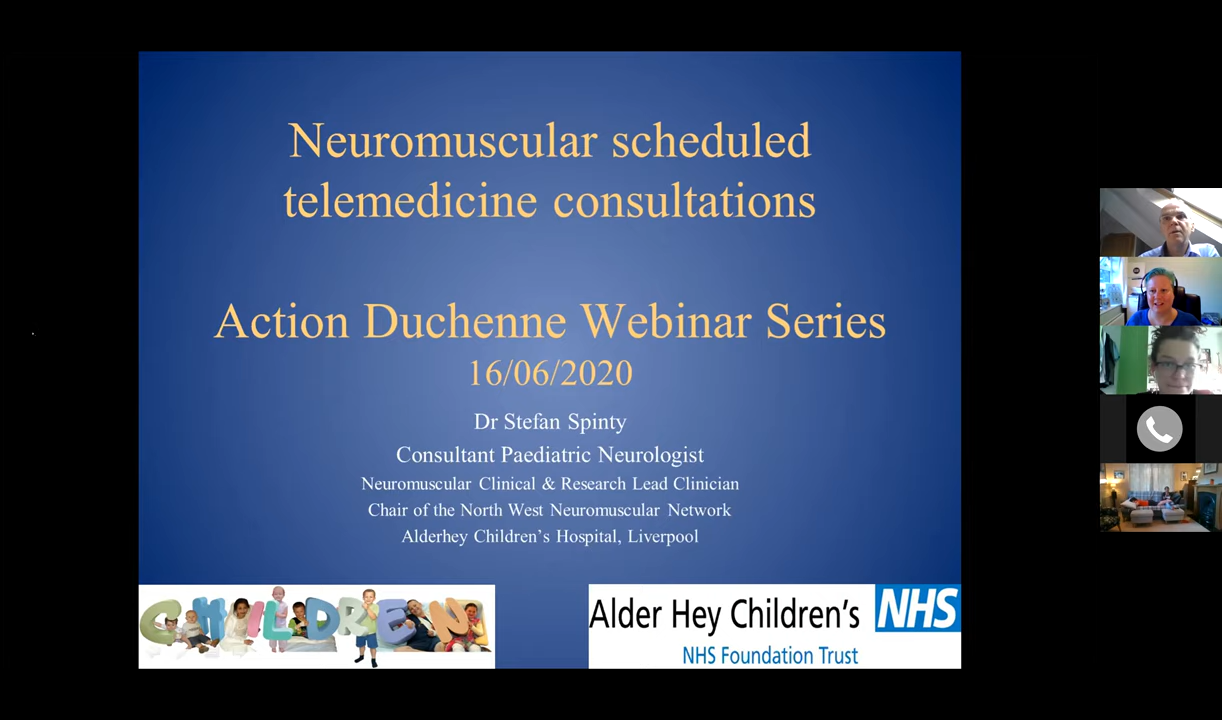 Neuromuscular scheduled
telemedicine consultations
Action Duchenne Webinar Series
16/06/2020
Dr Stefan Spinty
Consultant Paediatric Neurologist
Neuromuscular Clinical & Research Lead Clinician
Chair of the North West Neuromuscular Network
Alderhey Children's Hospital, Liverpool
CHILDREN
Alder Hey Children's NHS
NHS Foundation Trust